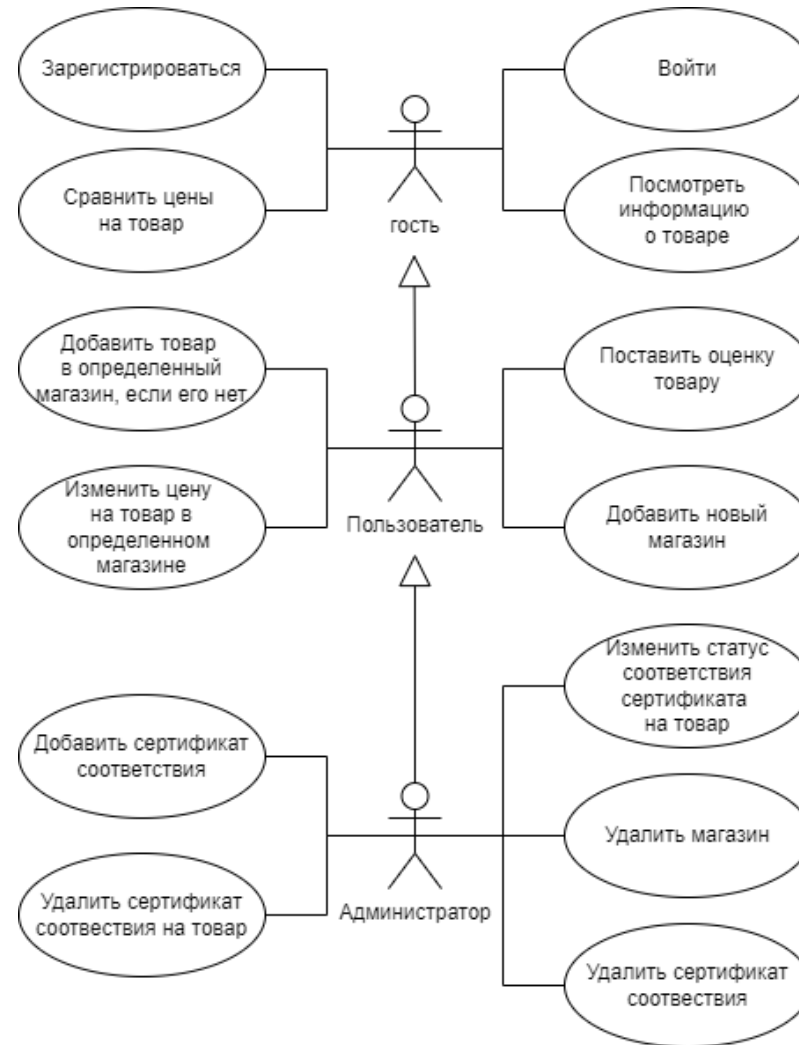 Зарегистрироваться
Войти
Сравнить цены
на товар
Посмотреть
информацию
о товаре
гость
Добавить товар
в определенный
магазин, если его нет
Поставить оценку
товару
Изменить цену
на товар в
определенном
магазине
Пользователь
Добавить новый
магазин
Изменить статус
соответствия
сертификата
на товар
Добавить сертификат
соответствия
Удалить магазин
Удалить сертификат
соотвествия на товар
Администратор
Удалить сертификат
соотвествия